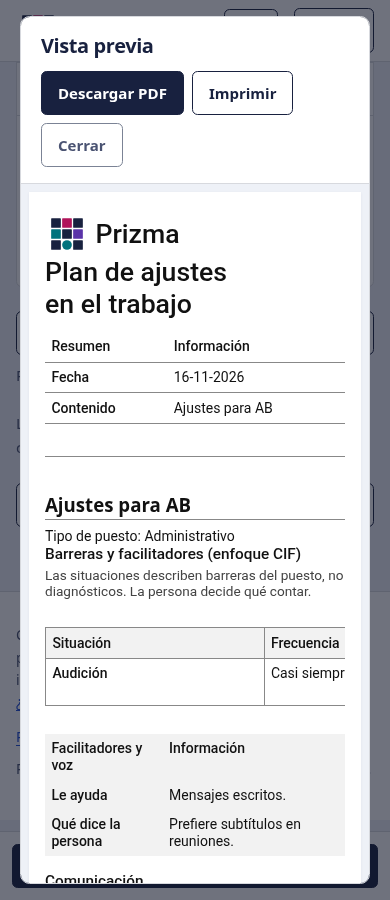 Vista previa
Descargar PDF
Imprimir
Cerrar
Prizma
Plan de ajustes
en el trabajo
Resumen Información
Fecha 16-11-2026
Contenido Ajustes para AB
Ajustes para AB
Tipo de puesto: Administrativo
Barreras y facilitadores (enfoque CIF)
Las situaciones describen barreras del puesto, no
diagnósticos. La persona decide qué contar.
Situación Frecuencia
Audición Casi siempr
Facilitadores y Información
voz
Le ayuda Mensajes escritos.
Qué dice la Prefiere subtítulos en
persona reuniones.
Comunicación